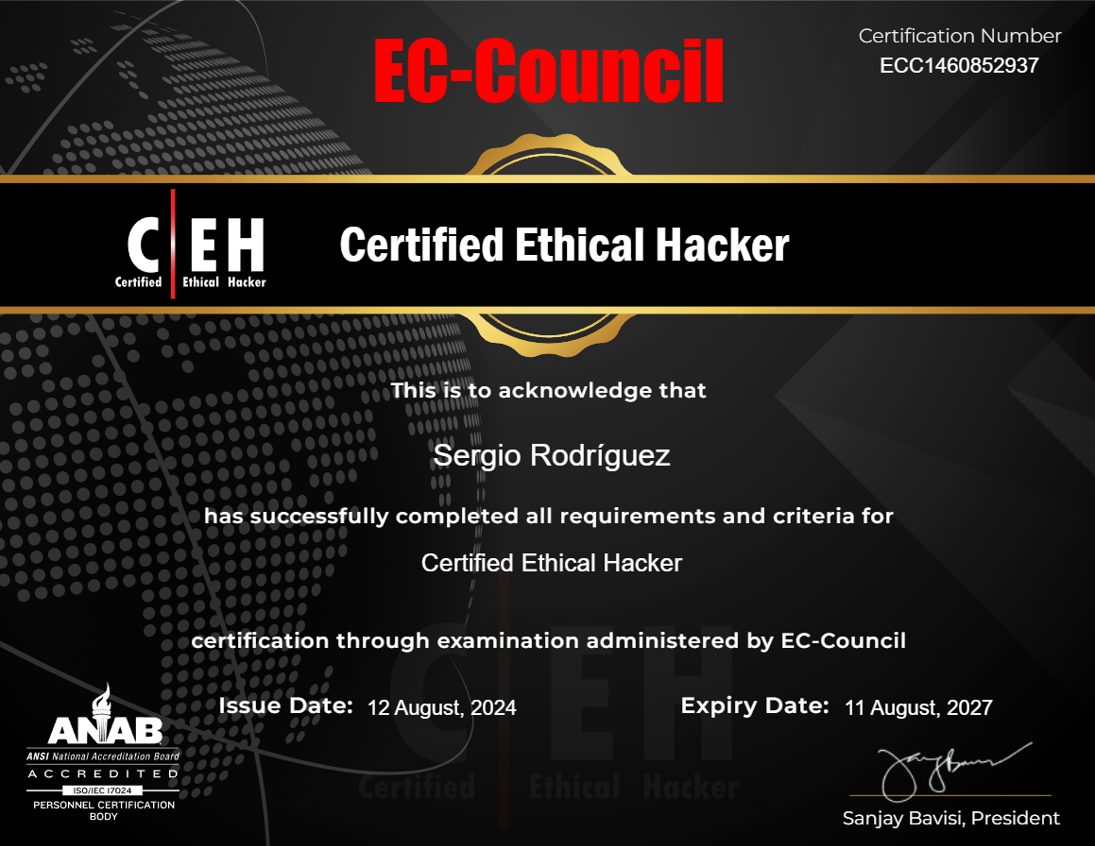 EC-Council
Certification Number
ECC1460852937
C EH
Certified Ethical Hacker
Certified Ethical Hacker
This is to acknowledge that
Sergio Rodríguez
has successfully completed all requirements and criteria for
Certified Ethical Hacker
certification through examination administered by EC-Council
C EH
Certified Ethical Hacker
Issue Date: 12 August, 2024
Expiry Date: 11 August, 2027
ANAB
ANSI National Accreditation Board
ACCREDITED
ISO/IEC 17024
PERSONNEL CERTIFICATION
BODY
Sanjay Bavisi, President